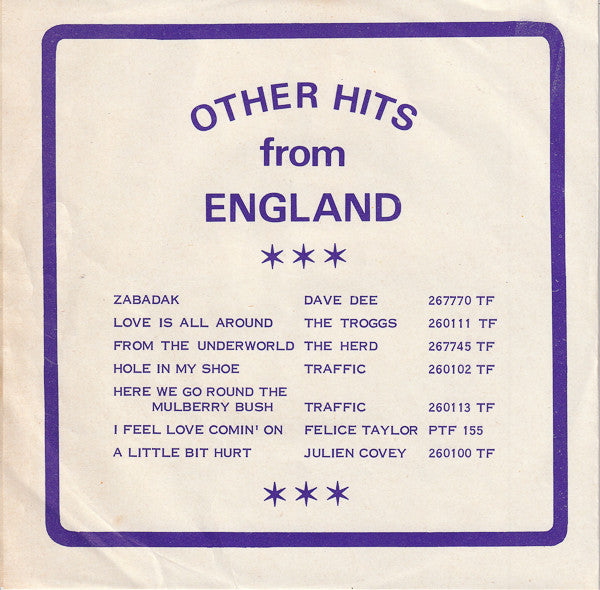 OTHER HITS
from
ENGLAND
ZABADAK DAVE DEE 267770 TF
LOVE IS ALL AROUND THE TROGGS 260111 TF
FROM THE UNDERWORLD THE HERD 267745 TF
HOLE IN MY SHOE TRAFFIC 260102 TF
HERE WE GO ROUND THE
MULBERRY BUSH TRAFFIC 260113 TF
I FEEL LOVE COMIN' ON FELICE TAYLOR PTF 155
A LITTLE BIT HURT JULIEN COVEY 260100 TF